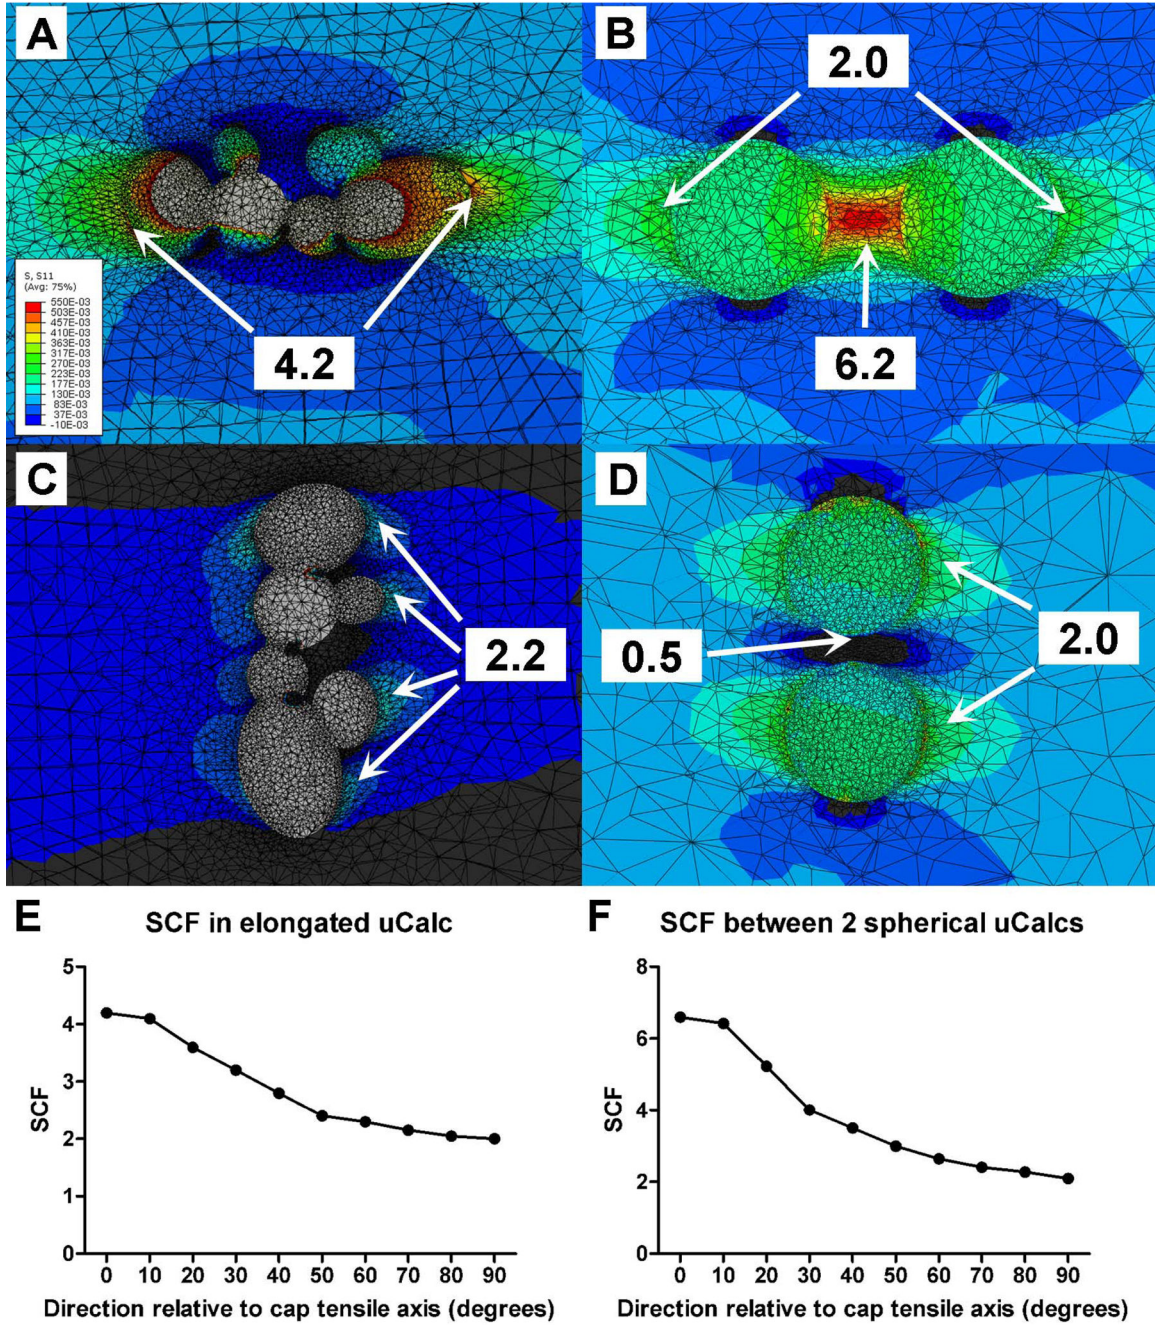 A
B
2.0
4.2
6.2
S, S11
(Avg: 75%)
550E-03
503E-03
457E-03
410E-03
363E-03
317E-03
270E-03
223E-03
177E-03
130E-03
83E-03
37E-03
-10E-03
C
D
2.2
0.5
2.0
E
SCF in elongated uCalc
5
4
3
2
1
0
SCF
0 10 20 30 40 50 60 70 80 90
Direction relative to cap tensile axis (degrees)
F
SCF between 2 spherical uCalcs
8
6
4
2
0
SCF
0 10 20 30 40 50 60 70 80 90
Direction relative to cap tensile axis (degrees)